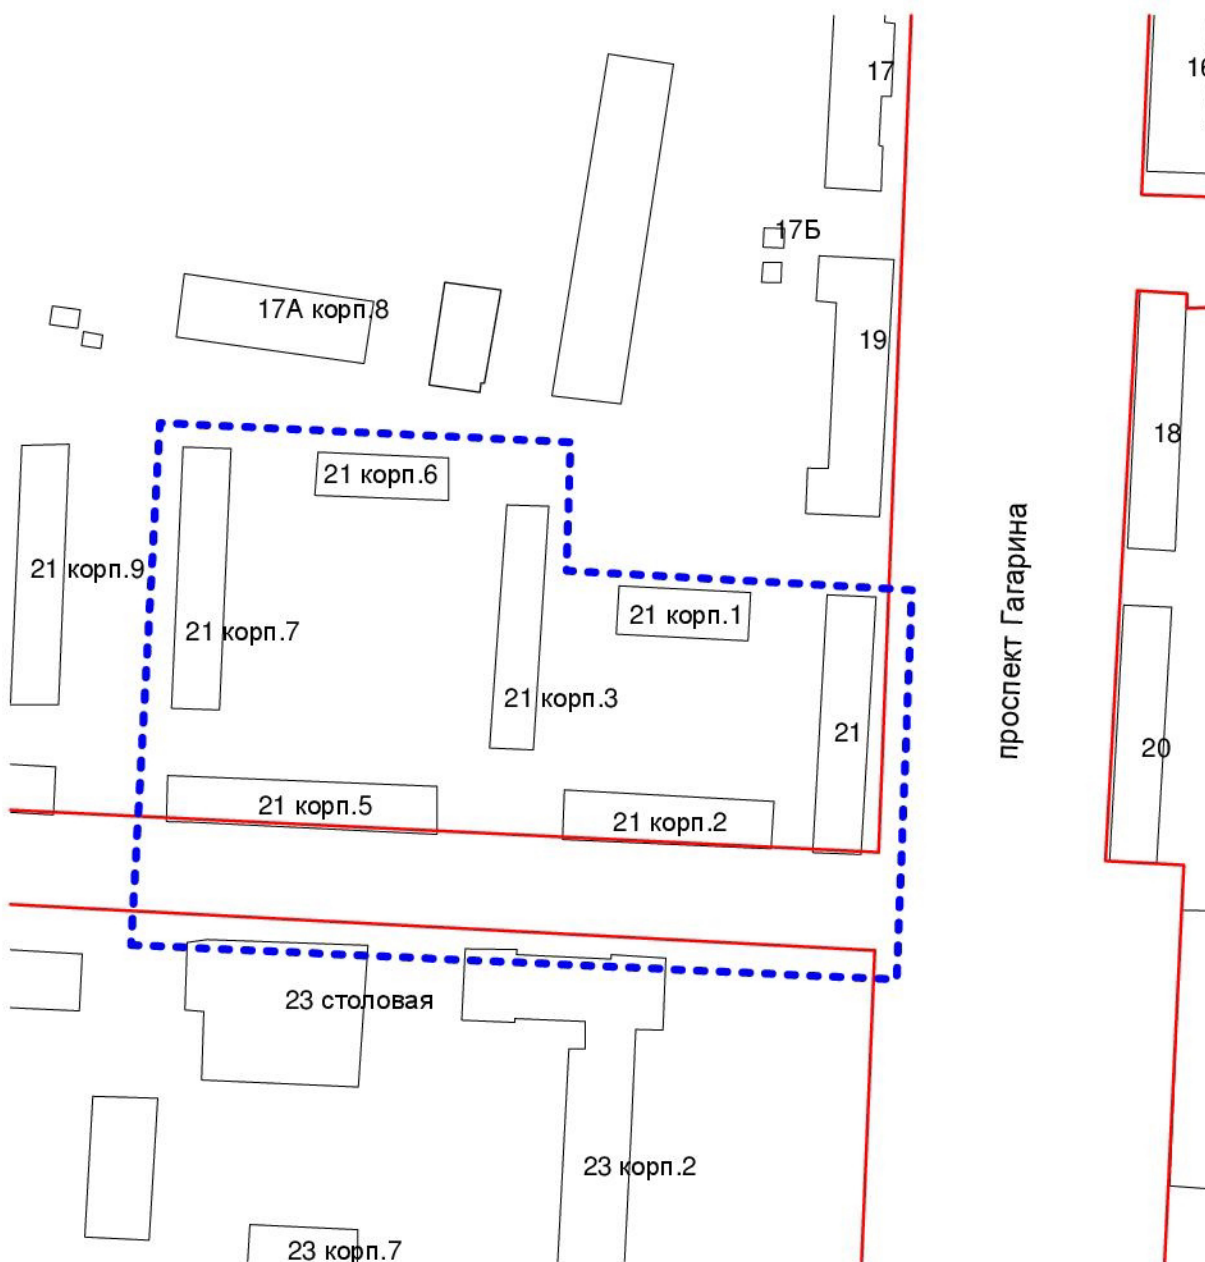 17
16
17Б
17А корп.8
19
18
21 корп.6
21 корп.9
21 корп.1
21 корп.7
21 корп.3
21
проспект Гагарина
20
21 корп.5
21 корп.2
23 столовая
23 корп.2
23 корп.7